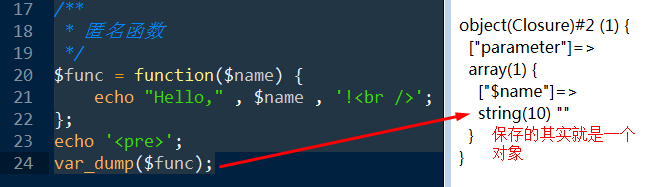 17 /**
18 * 匿名函数
19 */
20 $func = function($name) {
21 echo "Hello," , $name , '!<br />';
22 };
23 echo '<pre>';
24 var_dump($func);
object(Closure)#2 (1) {
["parameter"]=>
array(1) {
["$name"]=>
string(10) ""
}
保存的其实就是一个
对象
}